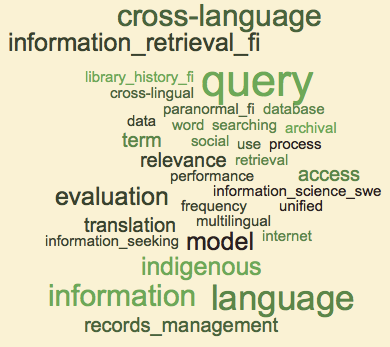 cross-language
information_retrieval_fi
library_history_fi query
cross-lingual
paranormal_fi database
data word searching archival
term social use process
relevance retrieval
performance access
evaluation information_science_swe
frequency unified
translation multilingual
information_seeking model internet
indigenous
information language
records_management